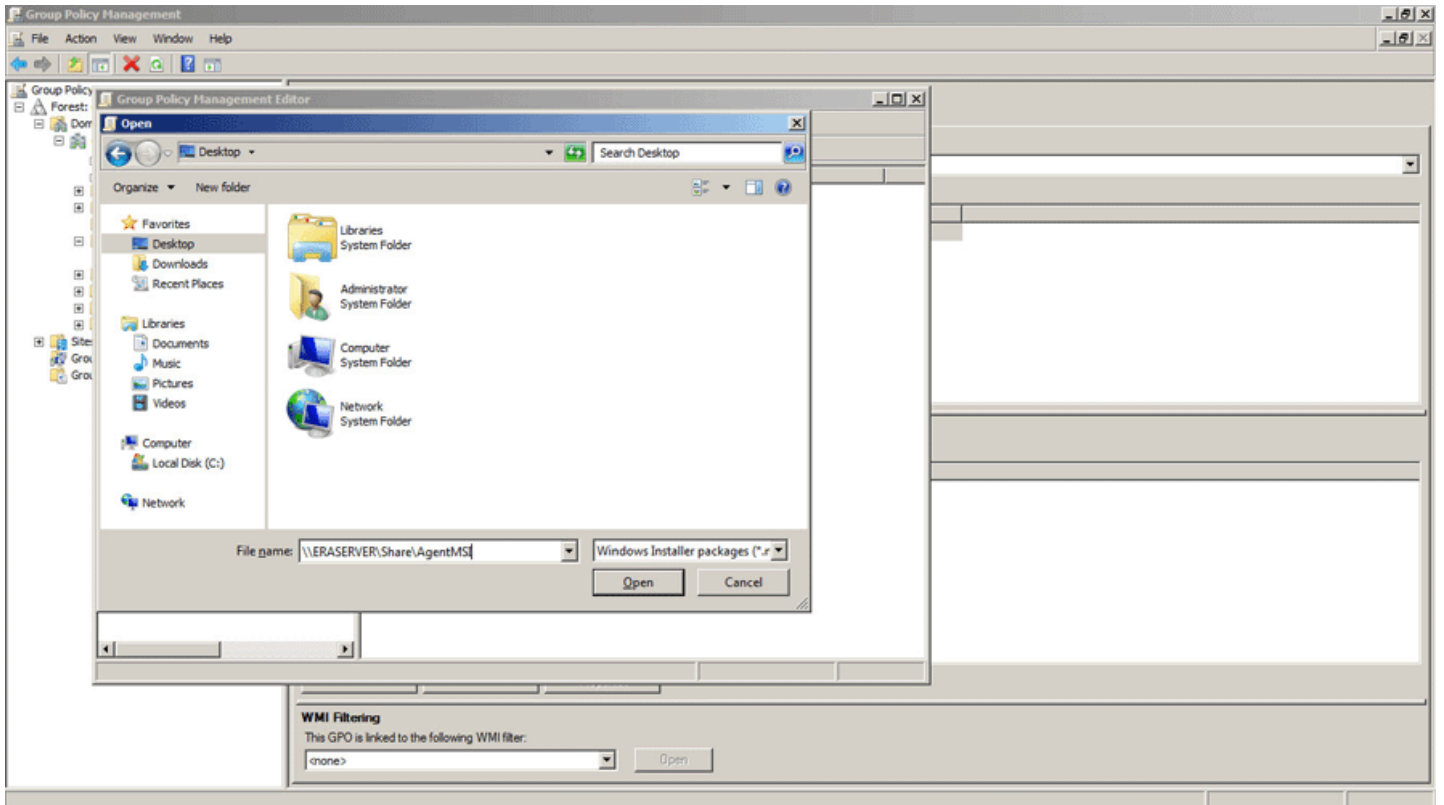 Group Policy Management
File Action View Window Help
Group Policy
Forest:
Dom
Sites
Grou
Grou
Group Policy Management Editor
Open
Desktop
Search Desktop
Organize New folder
Favorites
Desktop
Downloads
Recent Places
Libraries
Documents
Music
Pictures
Videos
Computer
Local Disk (C:)
Network
Libraries
System Folder
Administrator
System Folder
Computer
System Folder
Network
System Folder
File name: \\ERASERVER\Share\AgentMSI
Windows Installer packages (*.m
Open Cancel
WMI Filtering
This GPO is linked to the following WMI filter:
<none> Open